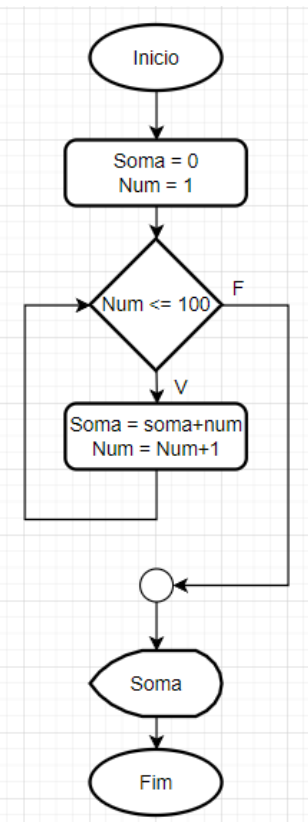 Inicio
Soma = 0
Num = 1
Num <= 100
F
V
Soma = soma+num
Num = Num+1
Soma
Fim